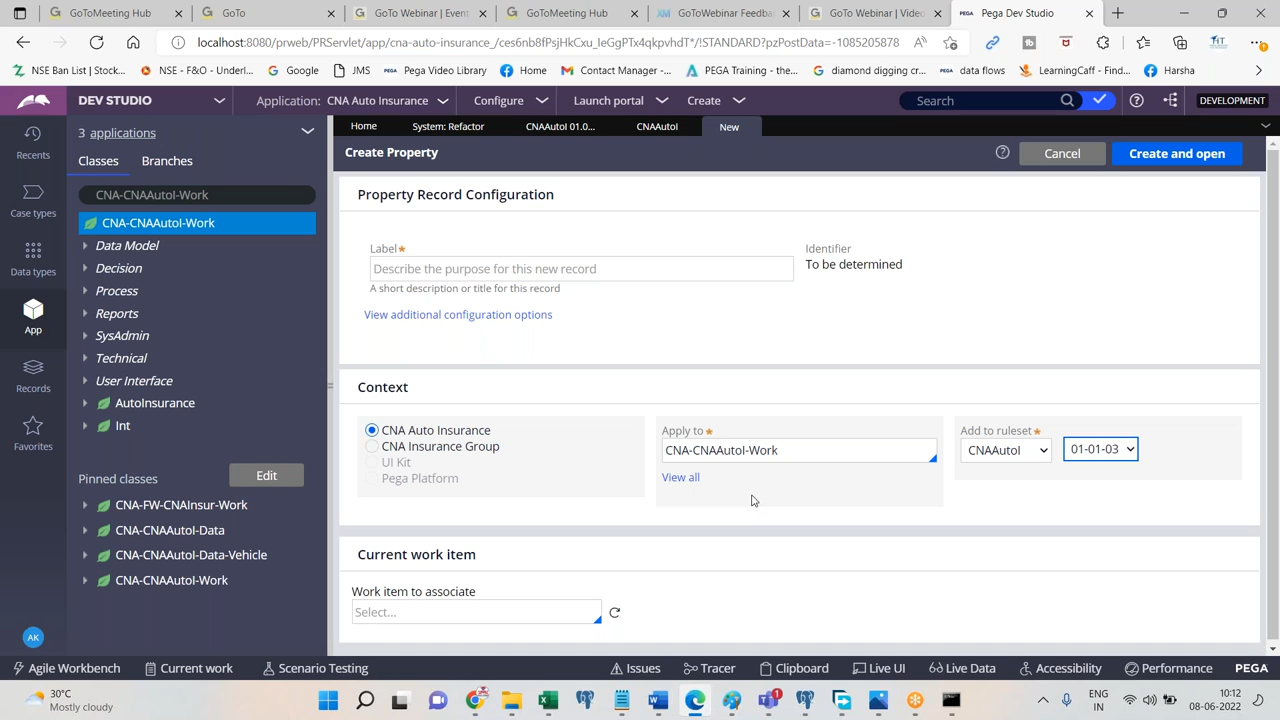 GoToMeeting Hub
GoTo
GoTo Webinar | Even
GoToMeeting Hub
GoToWebinar Feedba
GoTo Webinar | Vide
Pega Dev Studio
localhost:8080/prweb/PRServlet/app/cna-auto-insurance_/ces6nb8fPsjHkCxu_IeGgPTx4qkpvhdT*/!STANDARD?pzPostData=-1085205878
NSE Ban List | Stock...
NSE - F&O - Underl...
Google
JMS
Pega Video Library
Home
Contact Manager -...
PEGA Training - the...
diamond digging cr...
data flows
LearningCaff - Find...
Harsha
DEV STUDIO
Application: CNA Auto Insurance
Configure
Launch portal
Create
Search
DEVELOPMENT
Recents
Case types
Data types
App
Records
Favorites
AK
3 applications
Classes
Branches
CNA-CNAAutoI-Work
CNA-CNAAutoI-Work
Data Model
Decision
Process
Reports
SysAdmin
Technical
User Interface
AutoInsurance
Int
Pinned classes
Edit
CNA-FW-CNAInsur-Work
CNA-CNAAutoI-Data
CNA-CNAAutoI-Data-Vehicle
CNA-CNAAutoI-Work
Home
System: Refactor
CNAAutoI 01.0...
CNAAutoI
New
Create Property
Cancel
Create and open
Property Record Configuration
Label★
Describe the purpose for this new record
A short description or title for this record
Identifier
To be determined
View additional configuration options
Context
CNA Auto Insurance
CNA Insurance Group
UI Kit
Pega Platform
Apply to★
CNA-CNAAutoI-Work
View all
Add to ruleset★
CNAAutoI
01-01-03
Current work item
Work item to associate
Select...
Agile Workbench
Current work
Scenario Testing
Issues
Tracer
Clipboard
Live UI
Live Data
Accessibility
Performance
PEGA
30°C
Mostly cloudy
1
ENG
IN
10:12
08-06-2022